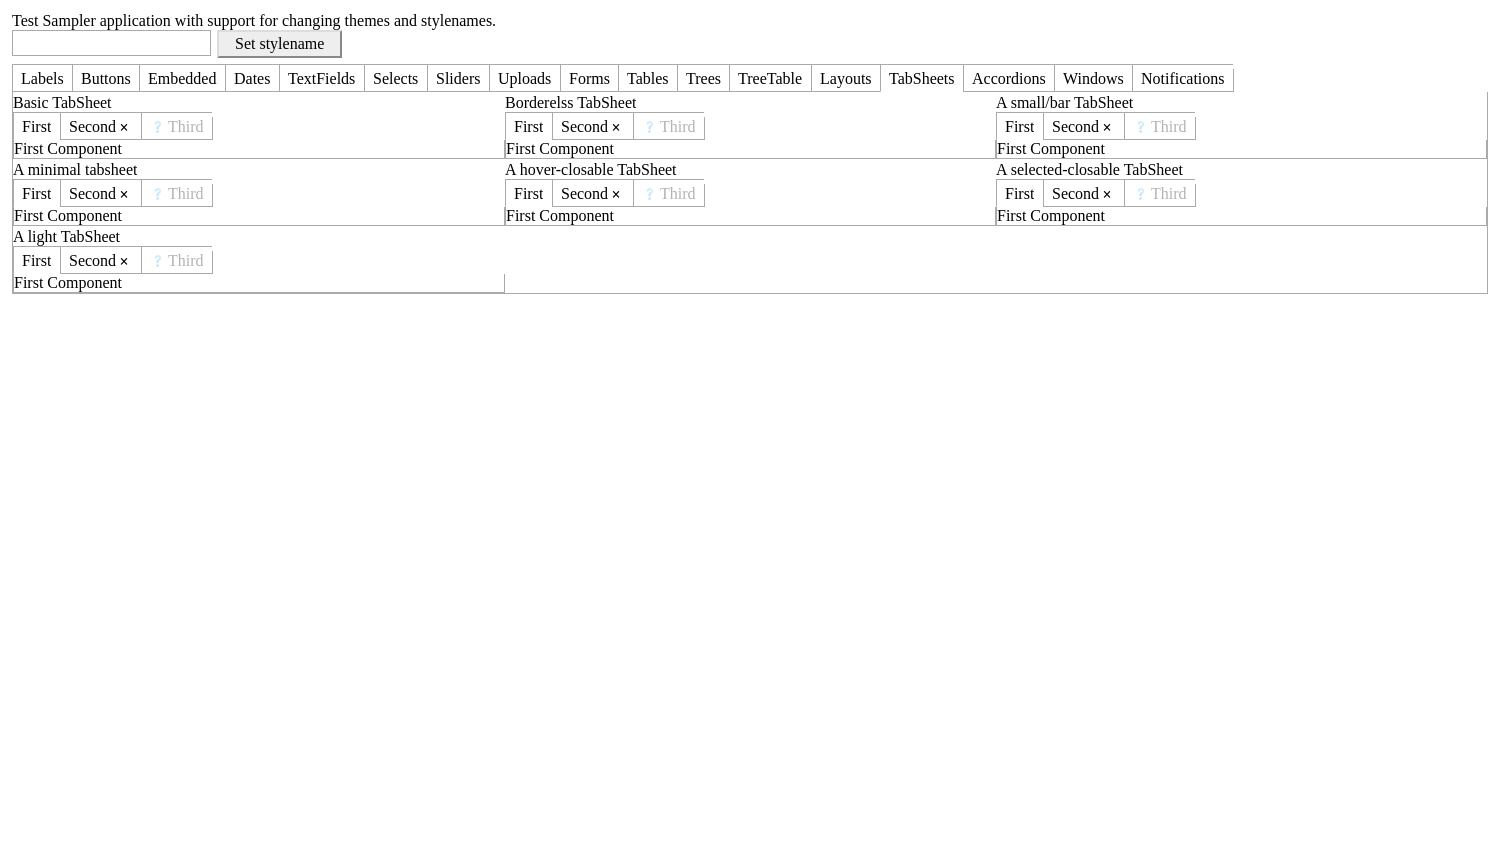 Test Sampler application with support for changing themes and stylenames.
Set stylename
Labels Buttons Embedded Dates TextFields Selects Sliders Uploads Forms Tables Trees TreeTable Layouts TabSheets Accordions Windows Notifications
Basic TabSheet Borderelss TabSheet A small/bar TabSheet
First Second × ? Third First Second × ? Third First Second × ? Third
First Component First Component First Component
A minimal tabsheet A hover-closable TabSheet A selected-closable TabSheet
First Second × ? Third First Second × ? Third First Second × ? Third
First Component First Component First Component
A light TabSheet
First Second × ? Third
First Component